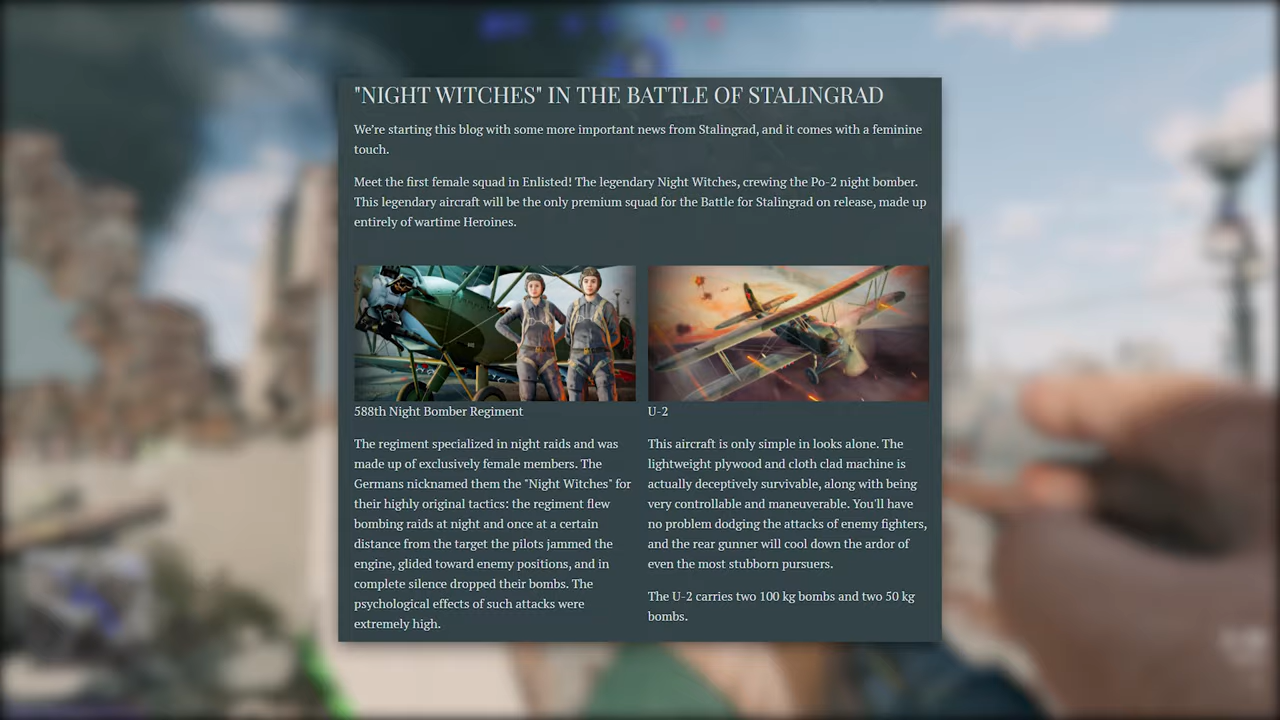 "NIGHT WITCHES" IN THE BATTLE OF STALINGRAD
We're starting this blog with some more important news from Stalingrad, and it comes with a feminine
touch.
Meet the first female squad in Enlisted! The legendary Night Witches, crewing the Po-2 night bomber.
This legendary aircraft will be the only premium squad for the Battle for Stalingrad on release, made up
entirely of wartime Heroines.
588th Night Bomber Regiment
The regiment specialized in night raids and was
made up of exclusively female members. The
Germans nicknamed them the "Night Witches" for
their highly original tactics: the regiment flew
bombing raids at night and once at a certain
distance from the target the pilots jammed the
engine, glided toward enemy positions, and in
complete silence dropped their bombs. The
psychological effects of such attacks were
extremely high.
U-2
This aircraft is only simple in looks alone. The
lightweight plywood and cloth clad machine is
actually deceptively survivable, along with being
very controllable and maneuverable. You'll have
no problem dodging the attacks of enemy fighters,
and the rear gunner will cool down the ardor of
even the most stubborn pursuers.
The U-2 carries two 100 kg bombs and two 50 kg
bombs.